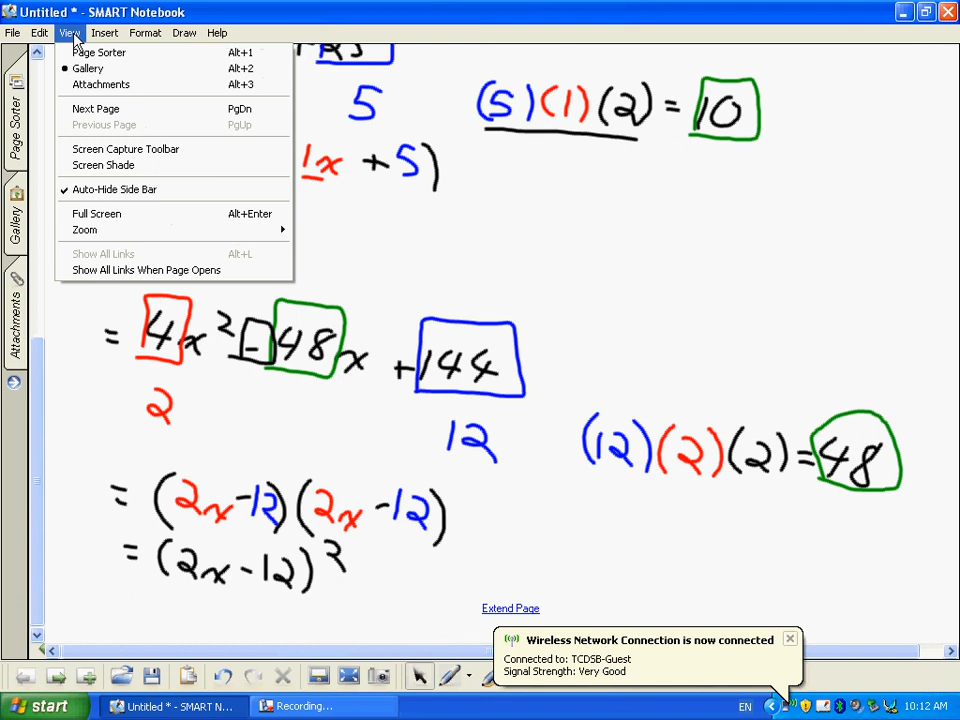 Untitled * - SMART Notebook
File Edit View Insert Format Draw Help
Page Sorter Alt+1
Gallery Alt+2
Attachments Alt+3
Next Page PgDn
Previous Page PgUp
Screen Capture Toolbar
Screen Shade
Auto-Hide Side Bar
Full Screen Alt+Enter
Zoom
Show All Links Alt+L
Show All Links When Page Opens
Page Sorter
Gallery
Attachments
5 (5)(1)(2) = 10
1x + 5)
= 4x² - 48x + 144
2 12 (12)(2)(2) = 48
= (2x - 12)(2x - 12)
= (2x - 12)²
Extend Page
Wireless Network Connection is now connected
Connected to: TCDSB-Guest
Signal Strength: Very Good
start Untitled * - SMART N... Recording... EN 10:12 AM